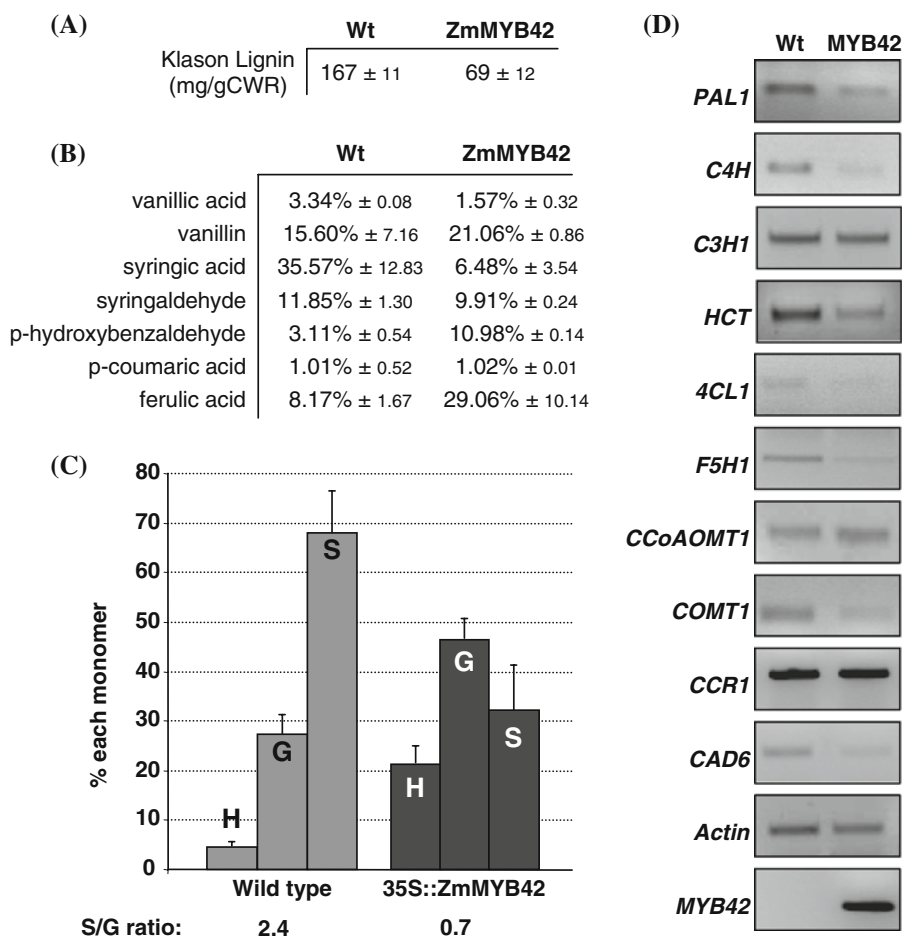 (A)
Wt ZmMYB42
Klason Lignin
(mg/gCWR)
167 ± 11 69 ± 12
(B)
Wt ZmMYB42
vanillic acid 3.34% ± 0.08 1.57% ± 0.32
vanillin 15.60% ± 7.16 21.06% ± 0.86
syringic acid 35.57% ± 12.83 6.48% ± 3.54
syringaldehyde 11.85% ± 1.30 9.91% ± 0.24
p-hydroxybenzaldehyde 3.11% ± 0.54 10.98% ± 0.14
p-coumaric acid 1.01% ± 0.52 1.02% ± 0.01
ferulic acid 8.17% ± 1.67 29.06% ± 10.14
(C)
% each monomer
80
70
60
50
40
30
20
10
0
H G S
H G S
Wild type 35S::ZmMYB42
S/G ratio: 2.4 0.7
(D)
Wt MYB42
PAL1
C4H
C3H1
HCT
4CL1
F5H1
CCoAOMT1
COMT1
CCR1
CAD6
Actin
MYB42